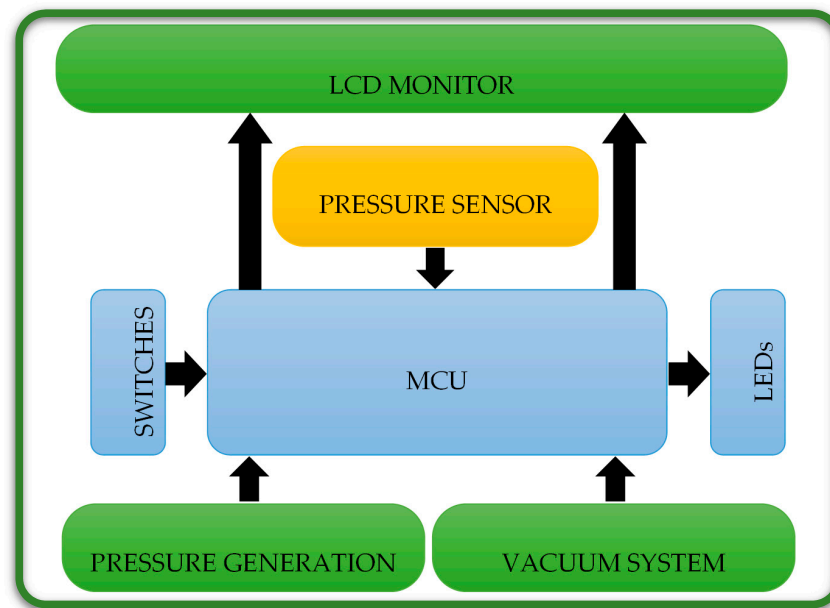 LCD MONITOR
PRESSURE SENSOR
SWITCHES
MCU
LEDs
PRESSURE GENERATION
VACUUM SYSTEM